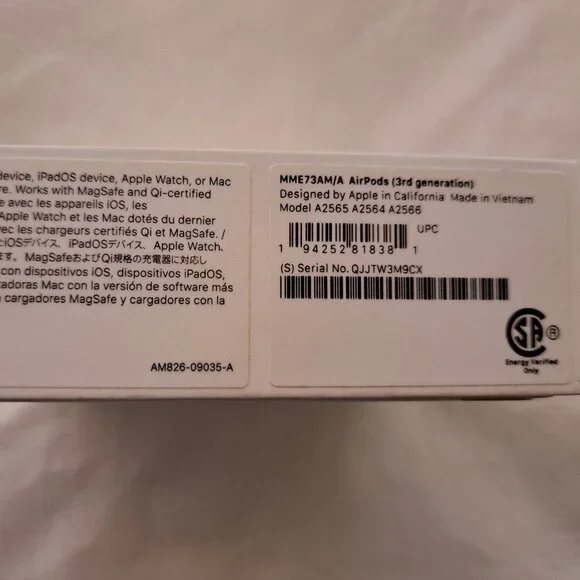 device, iPadOS device, Apple Watch, or Mac
re. Works with MagSafe and Qi-certified
e avec les appareils iOS, les
Apple Watch et les Mac dotés du dernier
vec les chargeurs certifiés Qi et MagSafe. /
iOSデバイス、iPadOSデバイス、Apple Watch、
ます。MagSafeおよびQi規格の充電器に対応し
con dispositivos iOS, dispositivos iPadOS,
tadoras Mac con la versión de software más
n cargadores MagSafe y cargadores con la
AM826-09035-A
MME73AM/A AirPods (3rd generation)
Designed by Apple in California Made in Vietnam
Model A2565 A2564 A2566
UPC
1 94252 81838 1
(S) Serial No. QJJTW3M9CX
SA ®
Energy Verified
Only